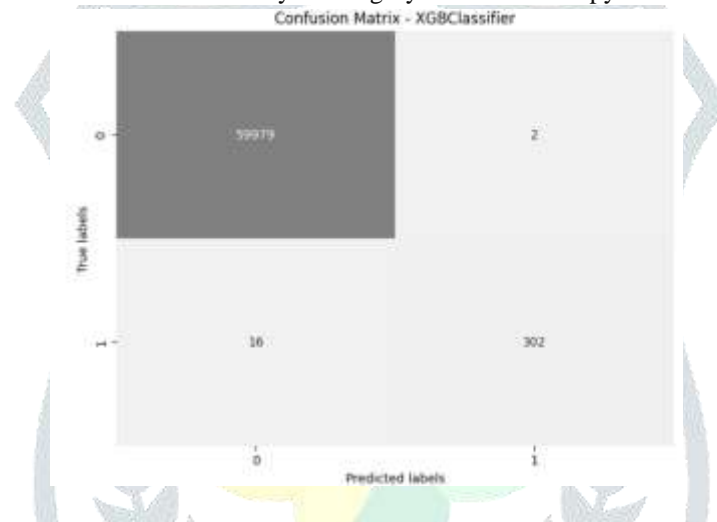 Confusion Matrix - XGBClassifier
59979
2
16
302
0
1
True labels
0
1
Predicted labels